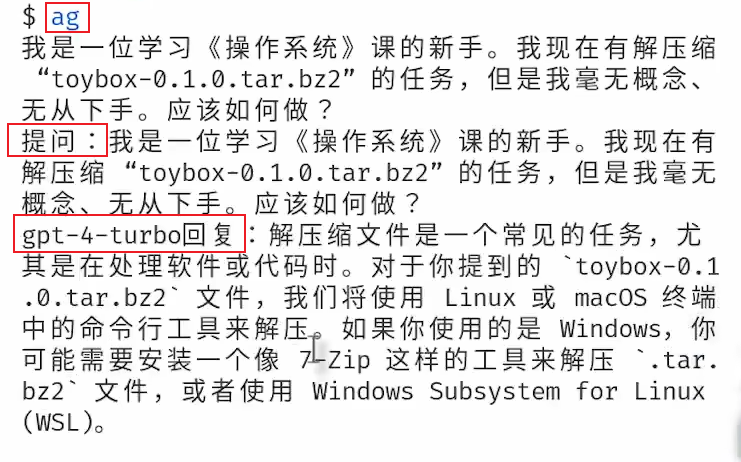 $ ag
我是一位学习《操作系统》课的新手。我现在有解压缩
“toybox-0.1.0.tar.bz2”的任务，但是我毫无概念、
无从下手。应该如何做？
提问：我是一位学习《操作系统》课的新手。我现在有
解压缩“toybox-0.1.0.tar.bz2”的任务，但是我毫无
概念、无从下手。应该如何做？
gpt-4-turbo回复：解压缩文件是一个常见的任务，尤
其是在处理软件或代码时。对于你提到的 `toybox-0.1
.0.tar.bz2` 文件，我们将使用 Linux 或 macOS 终端
中的命令行工具来解压。如果你使用的是 Windows，你
可能需要安装一个像 7-Zip 这样的工具来解压 `.tar.
bz2` 文件，或者使用 Windows Subsystem for Linux
(WSL)。